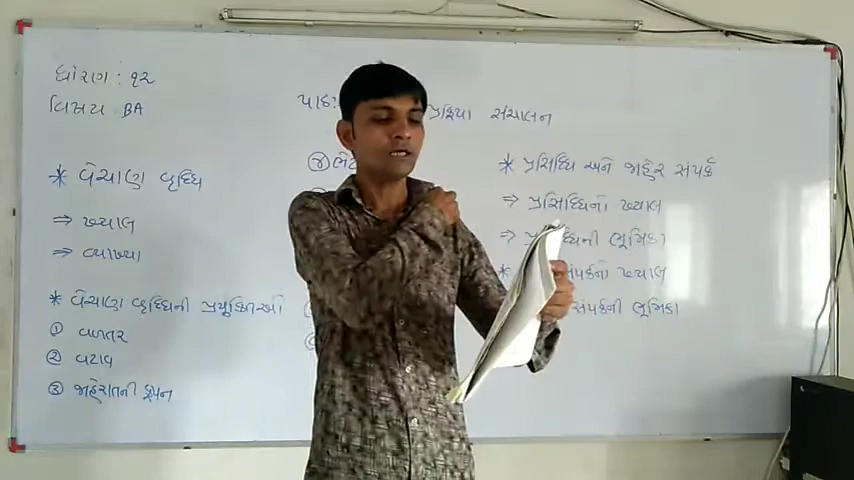 ધોરણ : ૧૨
વિષય : BA
પાઠ: પ્રક્રિયા સંચાલન
* વેચાણ વૃધ્ધિ
⇒ ખ્યાલ
⇒ વ્યાખ્યા
* વેચાણ વૃધ્ધિની પ્રયુક્તિઓ
① વળતર
② વટાવ
③ જાહેરાતની કૂપન
④ ભેટ
* પ્રસિધ્ધિ અને જાહેર સંપર્ક
⇒ પ્રસિધ્ધિનો ખ્યાલ
⇒ ધ્ધિની ભૂમિકા
સંપર્કનો ખ્યાલ
સંપર્કની ભૂમિકા